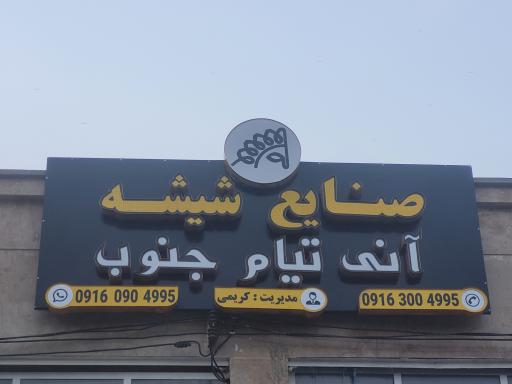 صنایع شیشه
آنی تیام جنوب
0916 300 4995
مدیریت : کریمی
0916 090 4995